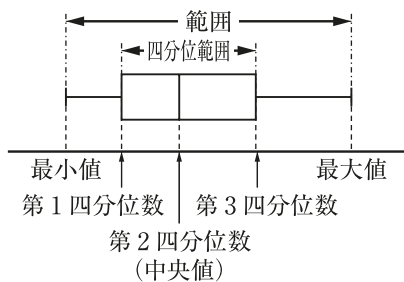 範囲
四分位範囲
最小値 最大値
第1四分位数 第3四分位数
第2四分位数
(中央値)